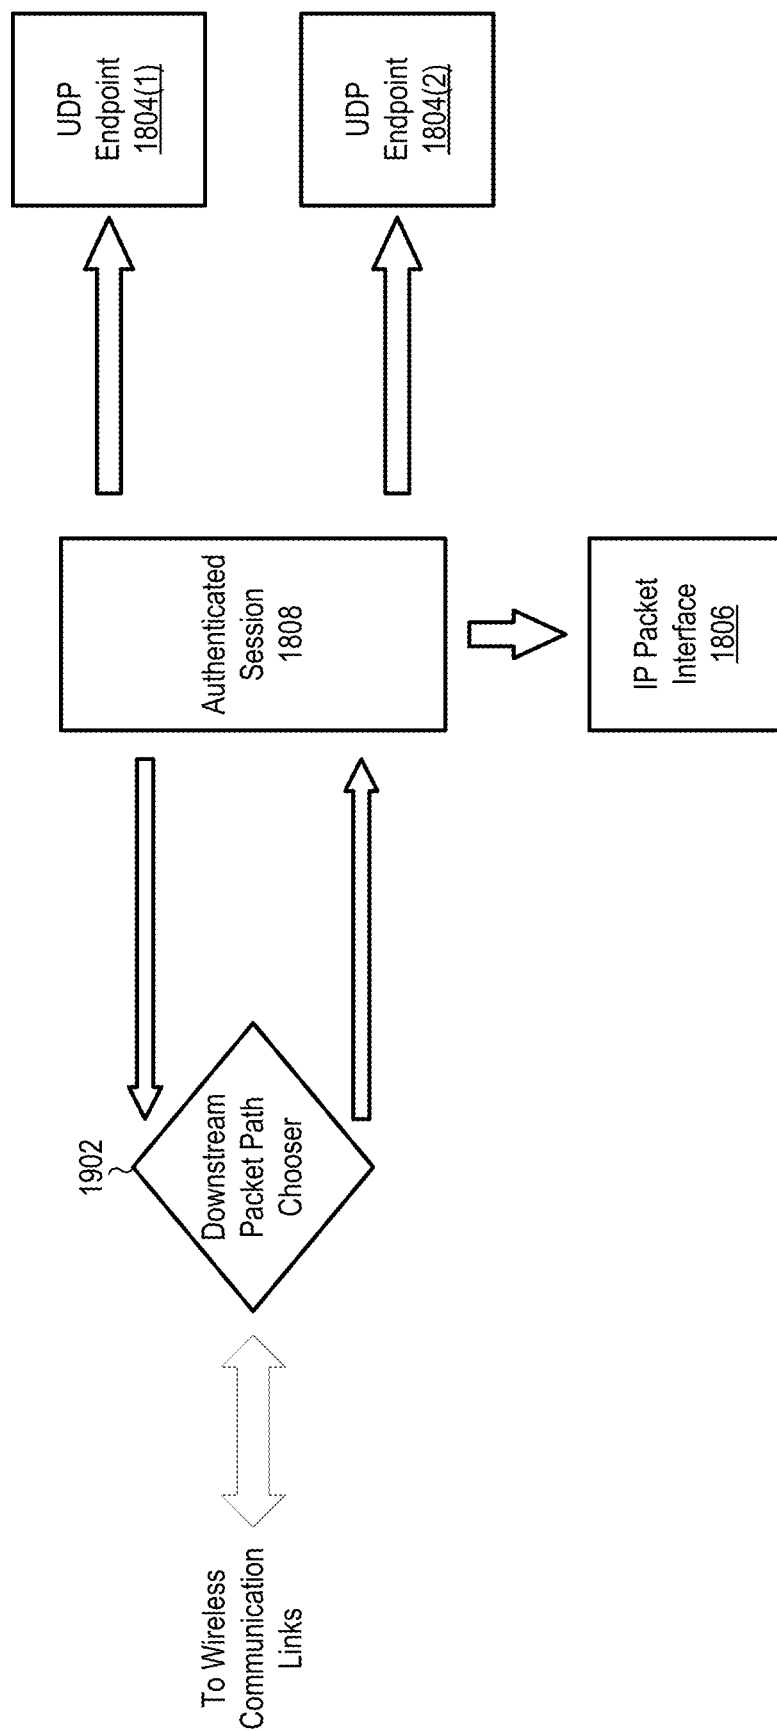 To Wireless
Communication
Links
1902
Downstream
Packet Path
Chooser
Authenticated
Session
1808
IP Packet
Interface
1806
UDP
Endpoint
1804(1)
UDP
Endpoint
1804(2)